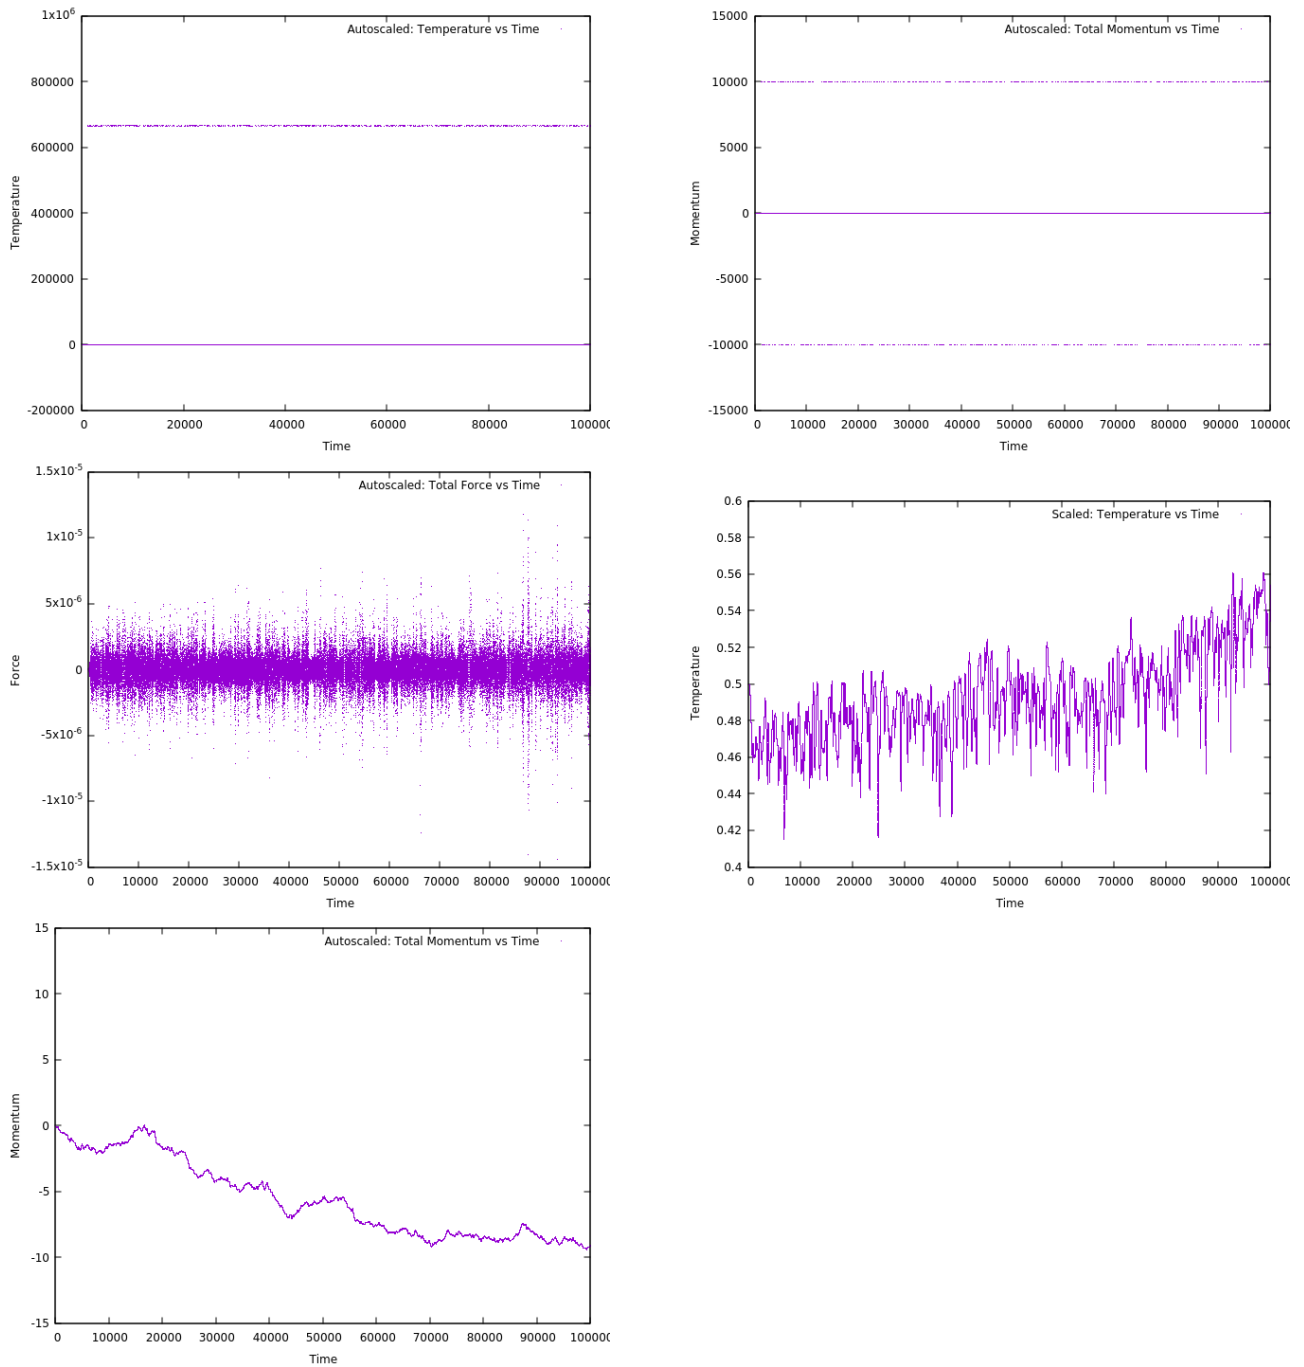 Autoscaled: Temperature vs Time
1x10^6
800000
600000
400000
200000
0
-200000
Temperature
0 20000 40000 60000 80000 100000
Time
Autoscaled: Total Momentum vs Time
15000
10000
5000
0
-5000
-10000
-15000
Momentum
0 10000 20000 30000 40000 50000 60000 70000 80000 90000 100000
Time
Autoscaled: Total Force vs Time
1.5x10^-5
1x10^-5
5x10^-6
0
-5x10^-6
-1x10^-5
-1.5x10^-5
Force
0 10000 20000 30000 40000 50000 60000 70000 80000 90000 100000
Time
Scaled: Temperature vs Time
0.6
0.58
0.56
0.54
0.52
0.5
0.48
0.46
0.44
0.42
0.4
Temperature
0 10000 20000 30000 40000 50000 60000 70000 80000 90000 100000
Time
Autoscaled: Total Momentum vs Time
15
10
5
0
-5
-10
-15
Momentum
0 10000 20000 30000 40000 50000 60000 70000 80000 90000 100000
Time